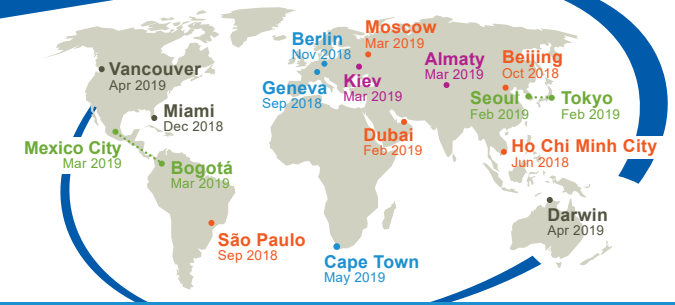 Moscow
Mar 2019
Berlin
Nov 2018
Almaty
Mar 2019
Beijing
Oct 2018
Vancouver
Apr 2019
Geneva
Sep 2018
Kiev
Mar 2019
Seoul
Feb 2019
Tokyo
Feb 2019
Miami
Dec 2018
Dubai
Feb 2019
Mexico City
Mar 2019
Ho Chi Minh City
Jun 2018
Bogotá
Mar 2019
Darwin
Apr 2019
São Paulo
Sep 2018
Cape Town
May 2019